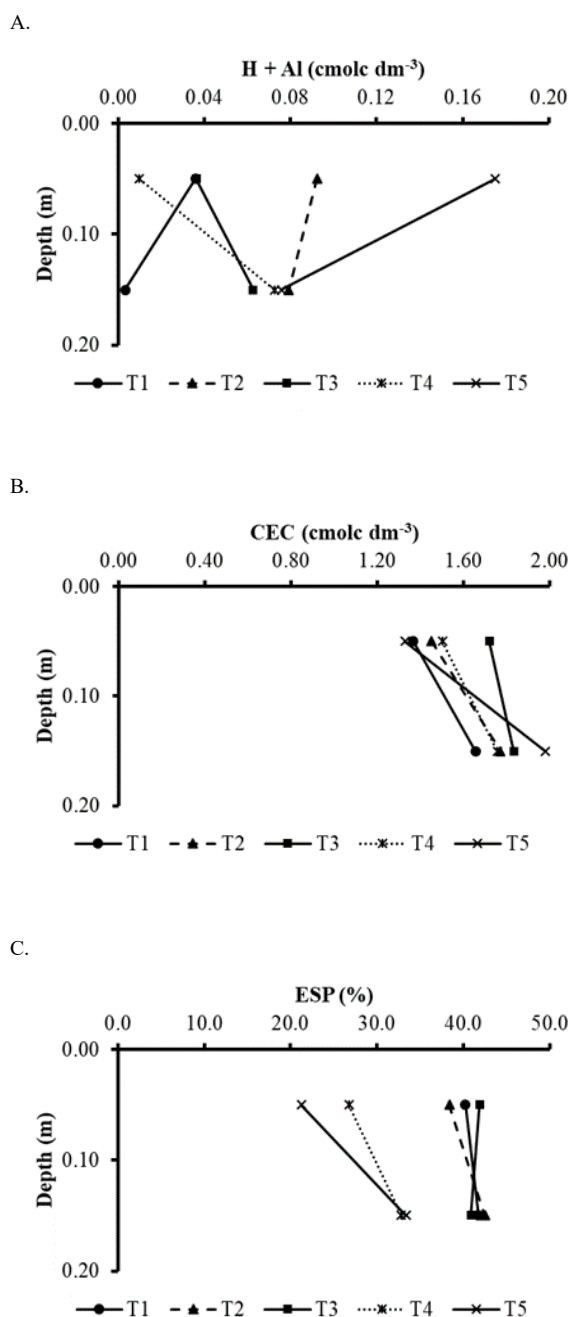 A.
H + Al (cmolc dm⁻³)
0.00 0.04 0.08 0.12 0.16 0.20
0.00
0.10
0.20
Depth (m)
T1 T2 T3 T4 T5
B.
CEC (cmolc dm⁻³)
0.00 0.40 0.80 1.20 1.60 2.00
0.00
0.10
0.20
Depth (m)
T1 T2 T3 T4 T5
C.
ESP (%)
0.0 10.0 20.0 30.0 40.0 50.0
0.00
0.10
0.20
Depth (m)
T1 T2 T3 T4 T5